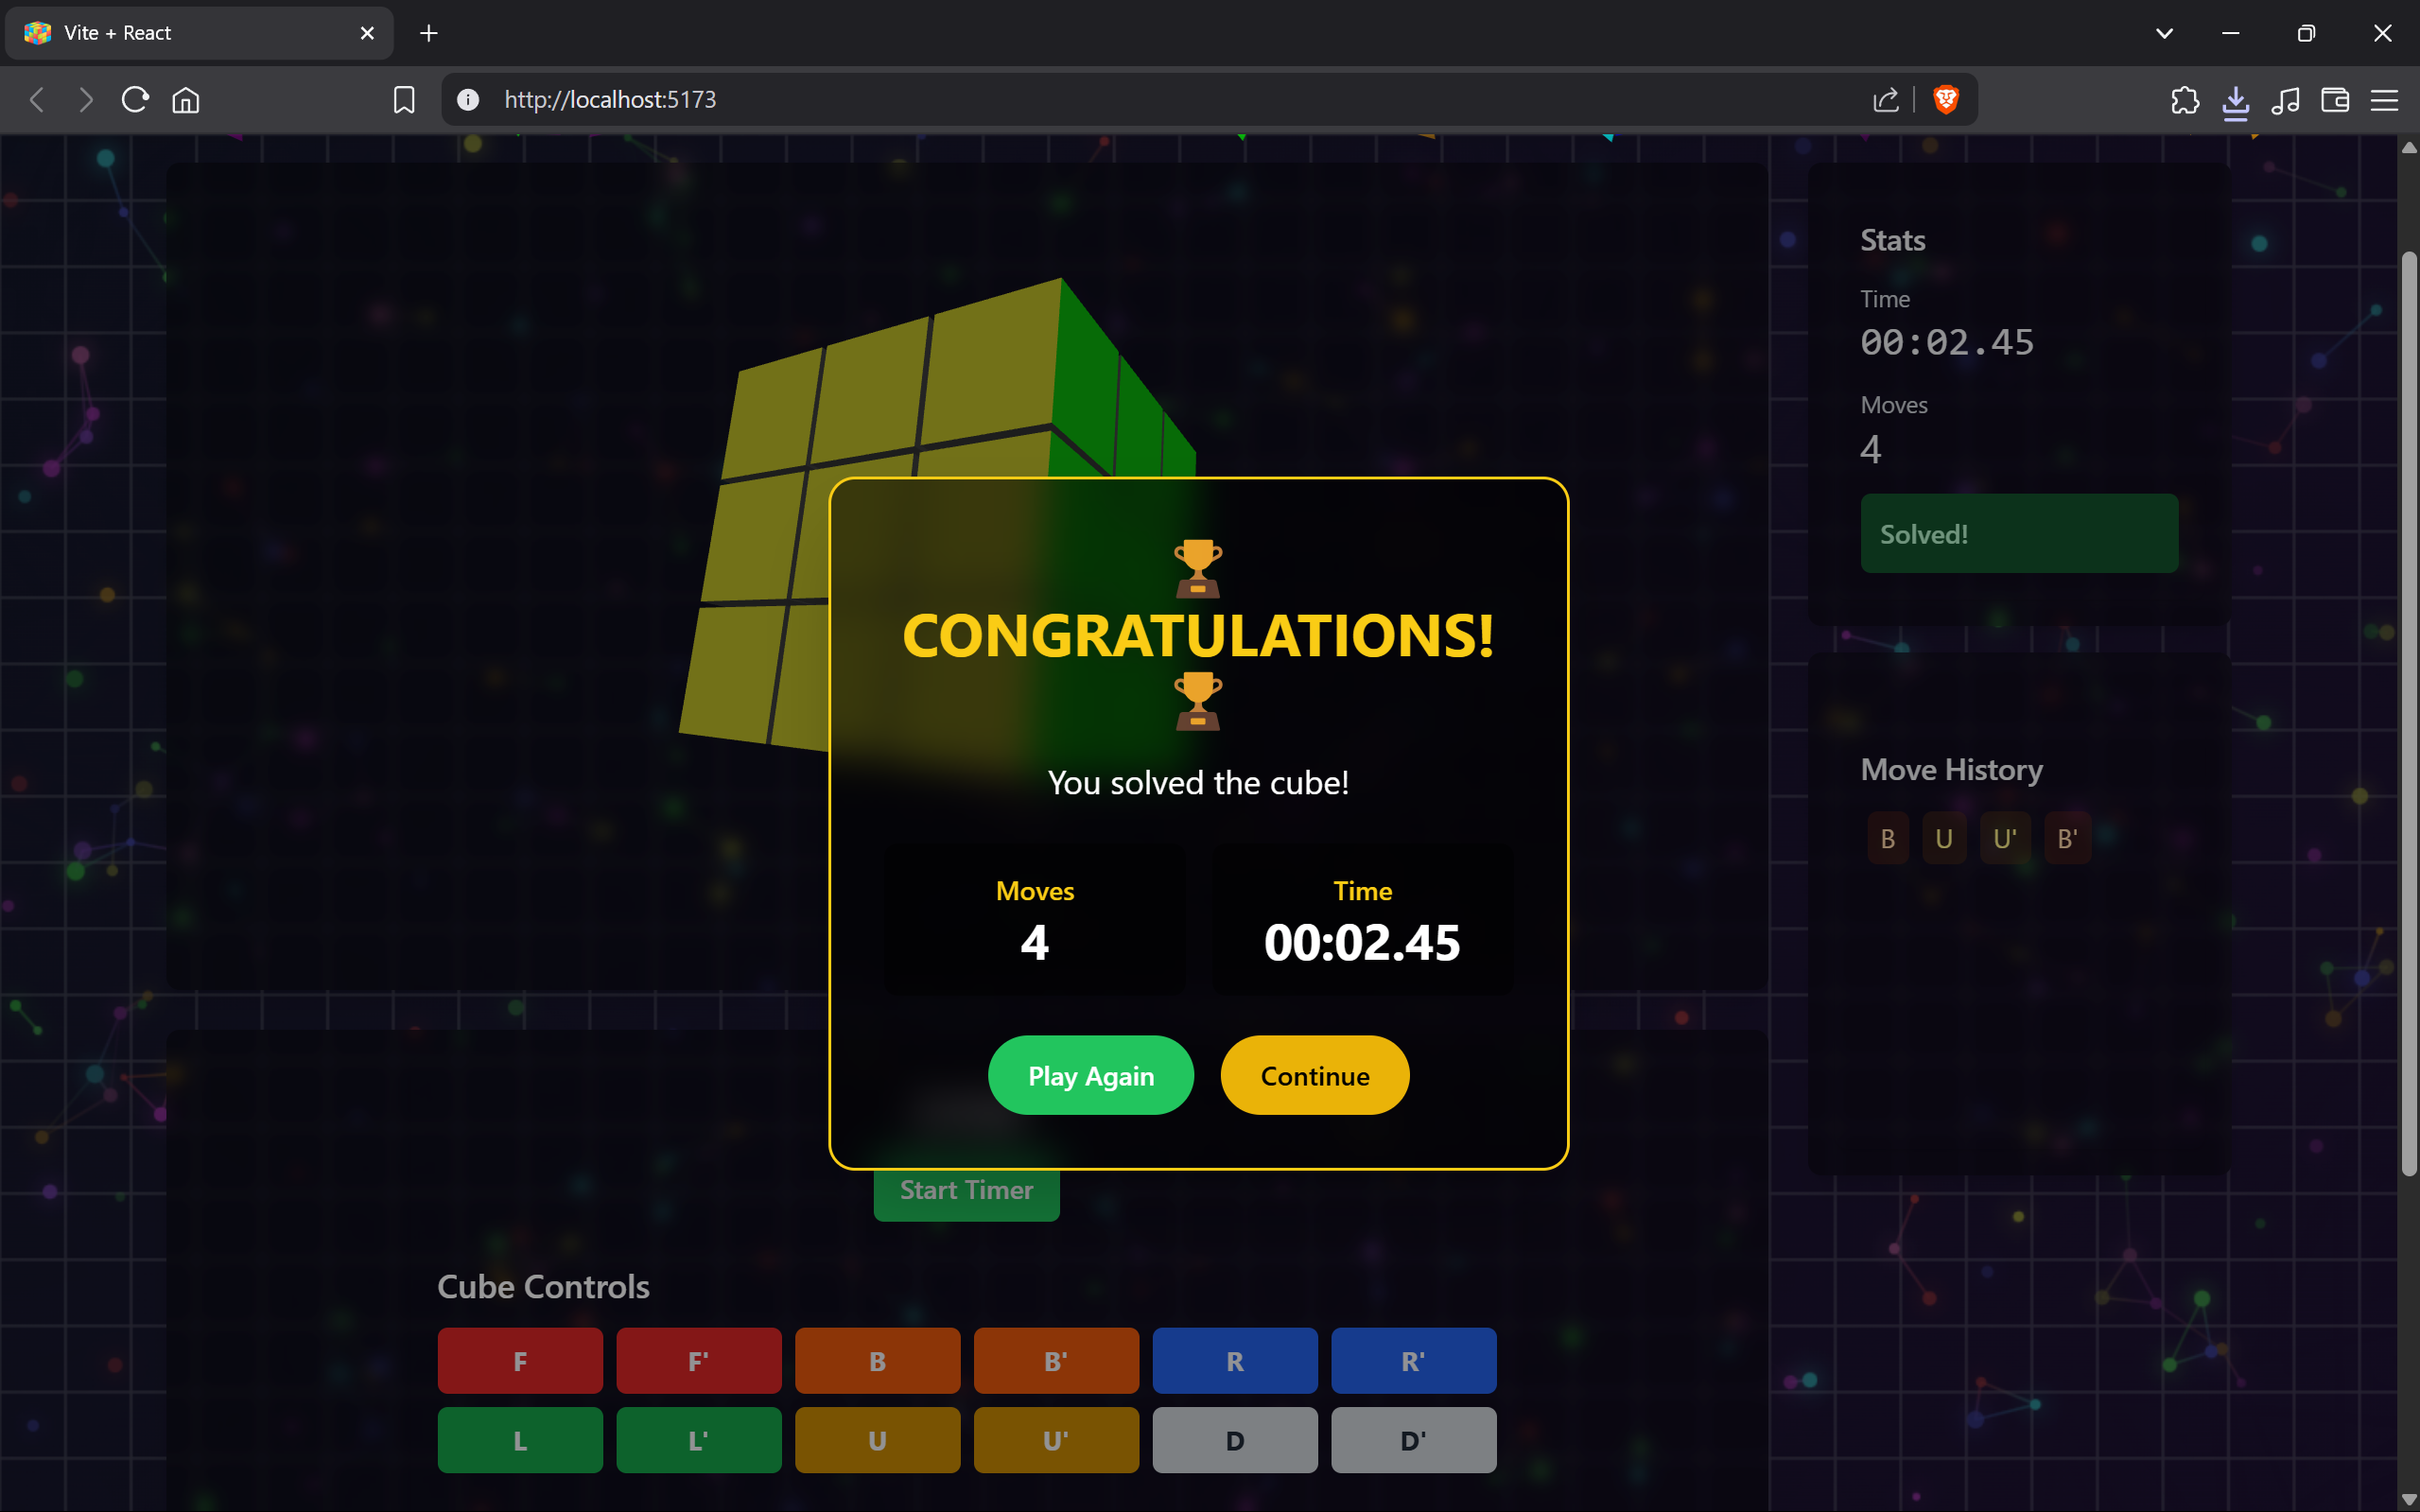 Vite + React
http://localhost:5173
Stats
Time
00:02.45
Moves
4
Solved!
🏆
CONGRATULATIONS!
🏆
You solved the cube!
Moves
4
Time
00:02.45
Play Again
Continue
Move History
B U U' B'
Start Timer
Cube Controls
F F' B B' R R'
L L' U U' D D'